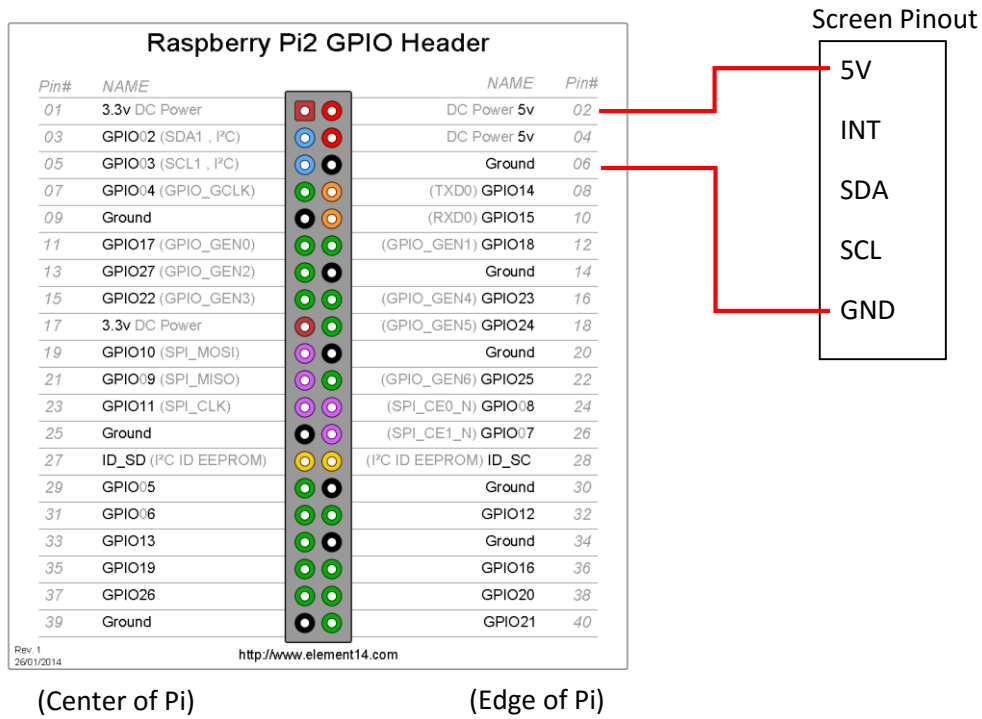 Screen Pinout
Raspberry Pi2 GPIO Header
Pin# NAME NAME Pin#
01 3.3v DC Power DC Power 5v 02
03 GPIO02 (SDA1 , I²C) DC Power 5v 04
05 GPIO03 (SCL1 , I²C) Ground 06
07 GPIO04 (GPIO_GCLK) (TXD0) GPIO14 08
09 Ground (RXD0) GPIO15 10
11 GPIO17 (GPIO_GEN0) (GPIO_GEN1) GPIO18 12
13 GPIO27 (GPIO_GEN2) Ground 14
15 GPIO22 (GPIO_GEN3) (GPIO_GEN4) GPIO23 16
17 3.3v DC Power (GPIO_GEN5) GPIO24 18
19 GPIO10 (SPI_MOSI) Ground 20
21 GPIO09 (SPI_MISO) (GPIO_GEN6) GPIO25 22
23 GPIO11 (SPI_CLK) (SPI_CE0_N) GPIO08 24
25 Ground (SPI_CE1_N) GPIO07 26
27 ID_SD (I²C ID EEPROM) (I²C ID EEPROM) ID_SC 28
29 GPIO05 Ground 30
31 GPIO06 GPIO12 32
33 GPIO13 Ground 34
35 GPIO19 GPIO16 36
37 GPIO26 GPIO20 38
39 Ground GPIO21 40
Rev. 1
26/01/2014
http://www.element14.com
(Center of Pi) (Edge of Pi)
5V
INT
SDA
SCL
GND